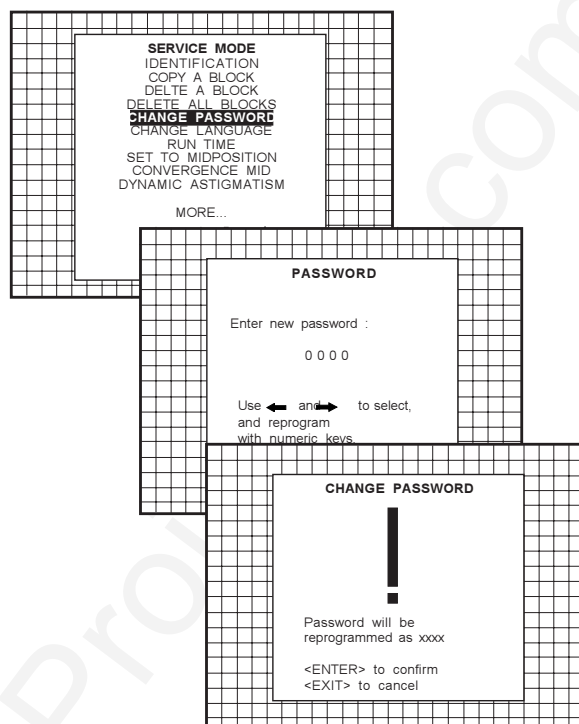 SERVICE MODE
IDENTIFICATION
COPY A BLOCK
DELTE A BLOCK
DELETE ALL BLOCKS
CHANGE PASSWORD
CHANGE LANGUAGE
RUN TIME
SET TO MIDPOSITION
CONVERGENCE MID
DYNAMIC ASTIGMATISM
MORE...
PASSWORD
Enter new password :
0 0 0 0
Use ← and → to select,
and reprogram
with numeric keys.
CHANGE PASSWORD
!
Password will be
reprogrammed as xxxx
<ENTER> to confirm
<EXIT> to cancel